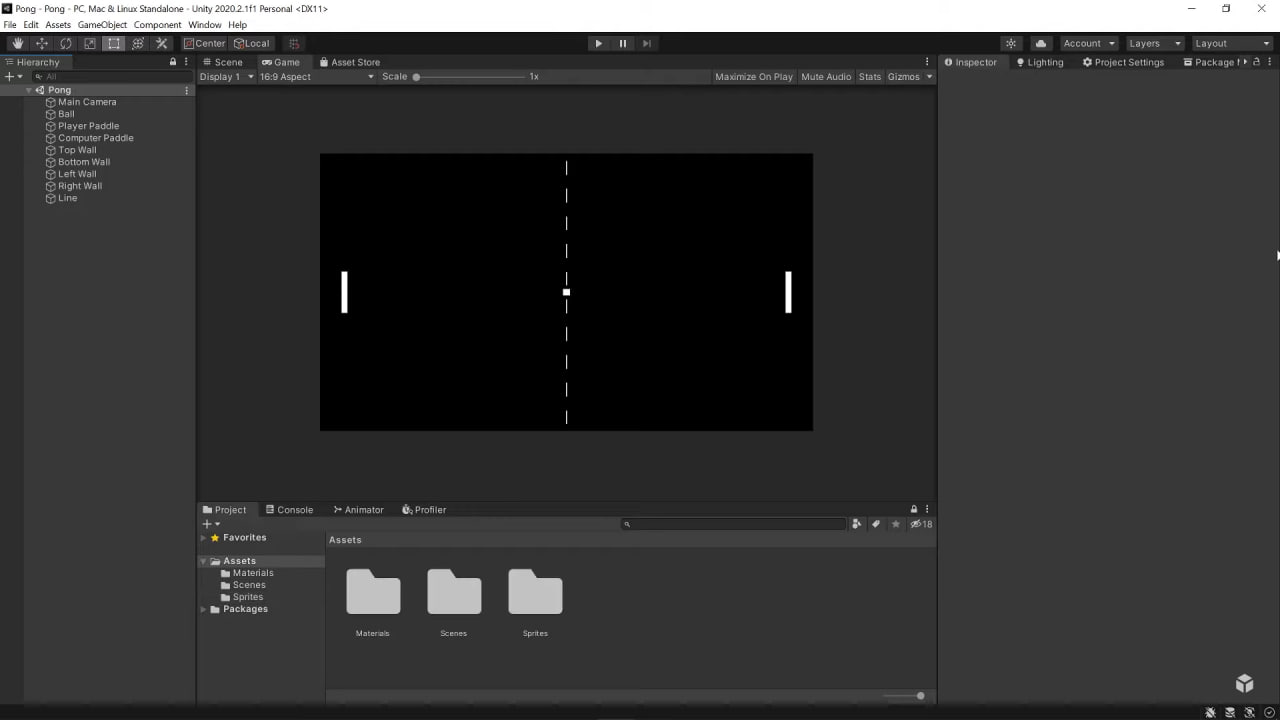 Pong - Pong - PC, Mac & Linux Standalone - Unity 2020.2.1f1 Personal <DX11>
File Edit Assets GameObject Component Window Help
Center Local Account Layers Layout
Hierarchy Scene Game Asset Store Inspector Lighting Project Settings Package
All Display 1 16:9 Aspect Scale 1x Maximize On Play Mute Audio Stats Gizmos
Pong
Main Camera
Ball
Player Paddle
Computer Paddle
Top Wall
Bottom Wall
Left Wall
Right Wall
Line
Project Console Animator Profiler
18
Favorites
Assets
Assets
Materials
Scenes
Sprites
Packages
Materials Scenes Sprites